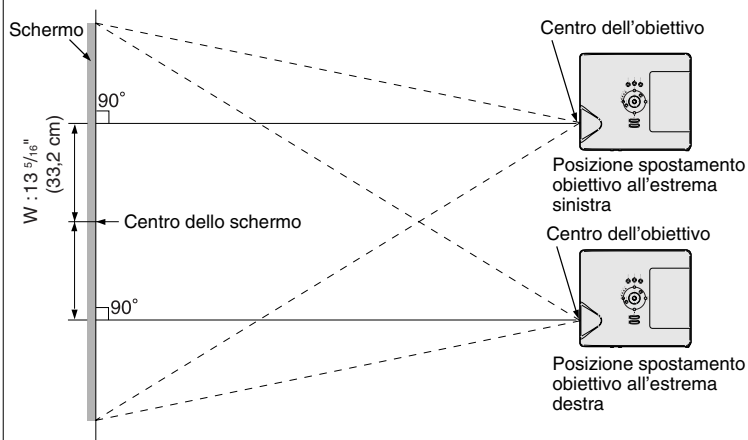 Schermo
Centro dell'obiettivo
90°
W : 13 5/16"
(33,2 cm)
Posizione spostamento
obiettivo all'estrema
sinistra
Centro dello schermo
Centro dell'obiettivo
90°
Posizione spostamento
obiettivo all'estrema
destra